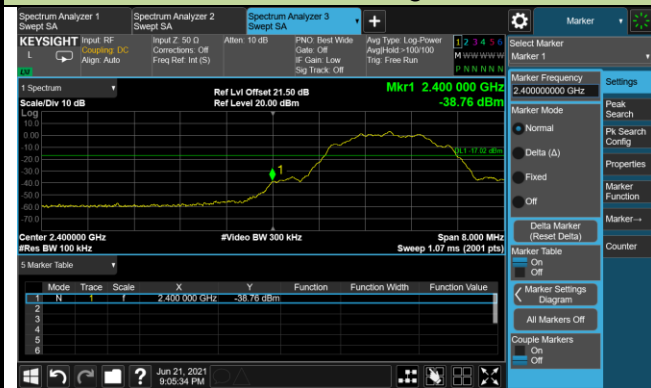 Spectrum Analyzer 1
Swept SA
Spectrum Analyzer 2
Swept SA
Spectrum Analyzer 3
Swept SA
Marker
KEYSIGHT
L
Input: RF
Coupling: DC
Align: Auto
Input Z: 50 Ω
Corrections: Off
Freq Ref: Int (S)
Atten: 10 dB
PNO: Best Wide
Gate: Off
IF Gain: Low
Sig Track: Off
Avg Type: Log-Power
Avg|Hold:>100/100
Trig: Free Run
1 2 3 4 5 6
M W W W W W
P N N N N N
Select Marker
Marker 1
1 Spectrum
Scale/Div 10 dB
Log
Ref Lvl Offset 21.50 dB
Ref Level 20.00 dBm
Mkr1 2.400 000 GHz
-38.76 dBm
10.0
0.00
-10.0
-20.0
-30.0
-40.0
-50.0
-60.0
-70.0
DL1 -17.02 dBm
1
Center 2.400000 GHz
#Res BW 100 kHz
#Video BW 300 kHz
Span 8.000 MHz
Sweep 1.07 ms (2001 pts)
5 Marker Table
Mode Trace Scale X Y Function Function Width Function Value
1 N 1 f 2.400 000 GHz -38.76 dBm
2
3
4
5
6
Marker Frequency
2.400000000 GHz
Marker Mode
Normal
Delta (Δ)
Fixed
Off
Delta Marker
(Reset Delta)
Marker Table
On
Off
Marker Settings
Diagram
All Markers Off
Couple Markers
On
Off
Settings
Peak
Search
Pk Search
Config
Properties
Marker
Function
Marker→
Counter
?
Jun 21, 2021
9:05:34 PM